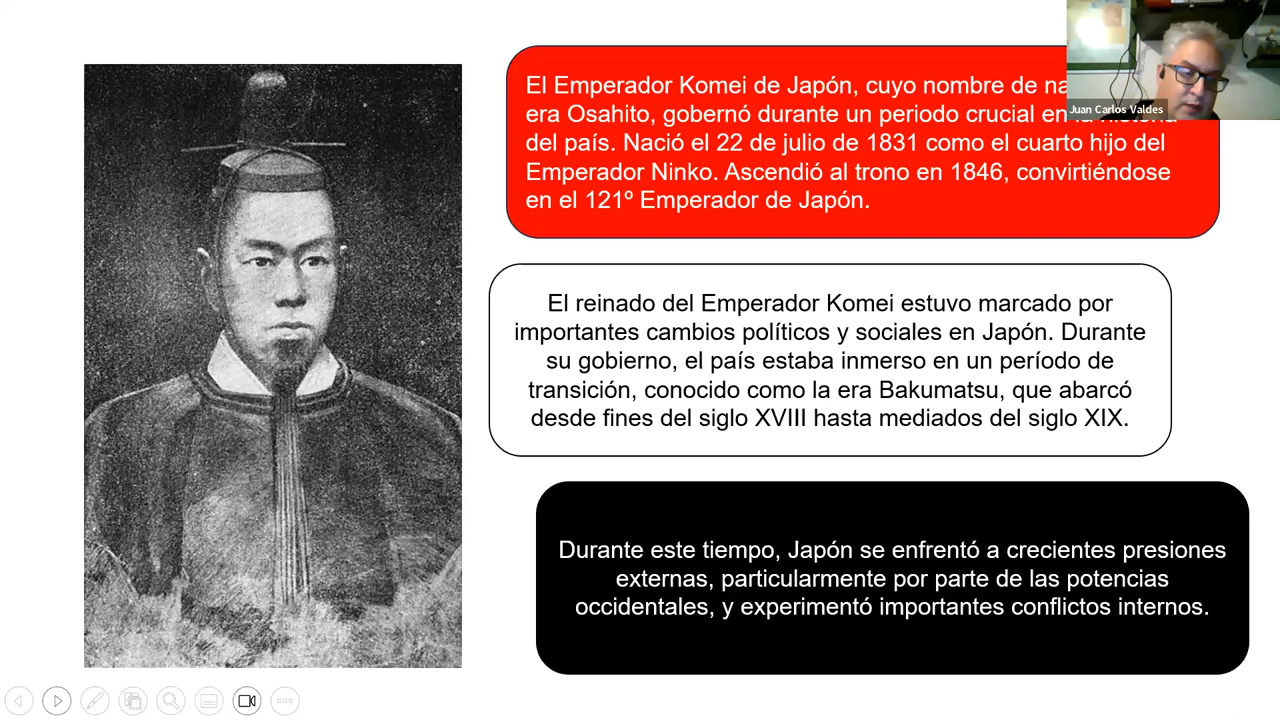 El Emperador Komei de Japón, cuyo nombre de
era Osahito, gobernó durante un periodo crucial en
del país. Nació el 22 de julio de 1831 como el cuarto hijo del
Emperador Ninko. Ascendió al trono en 1846, convirtiéndose
en el 121º Emperador de Japón.
Juan Carlos Valdes
El reinado del Emperador Komei estuvo marcado por
importantes cambios políticos y sociales en Japón. Durante
su gobierno, el país estaba inmerso en un período de
transición, conocido como la era Bakumatsu, que abarcó
desde fines del siglo XVIII hasta mediados del siglo XIX.
Durante este tiempo, Japón se enfrentó a crecientes presiones
externas, particularmente por parte de las potencias
occidentales, y experimentó importantes conflictos internos.